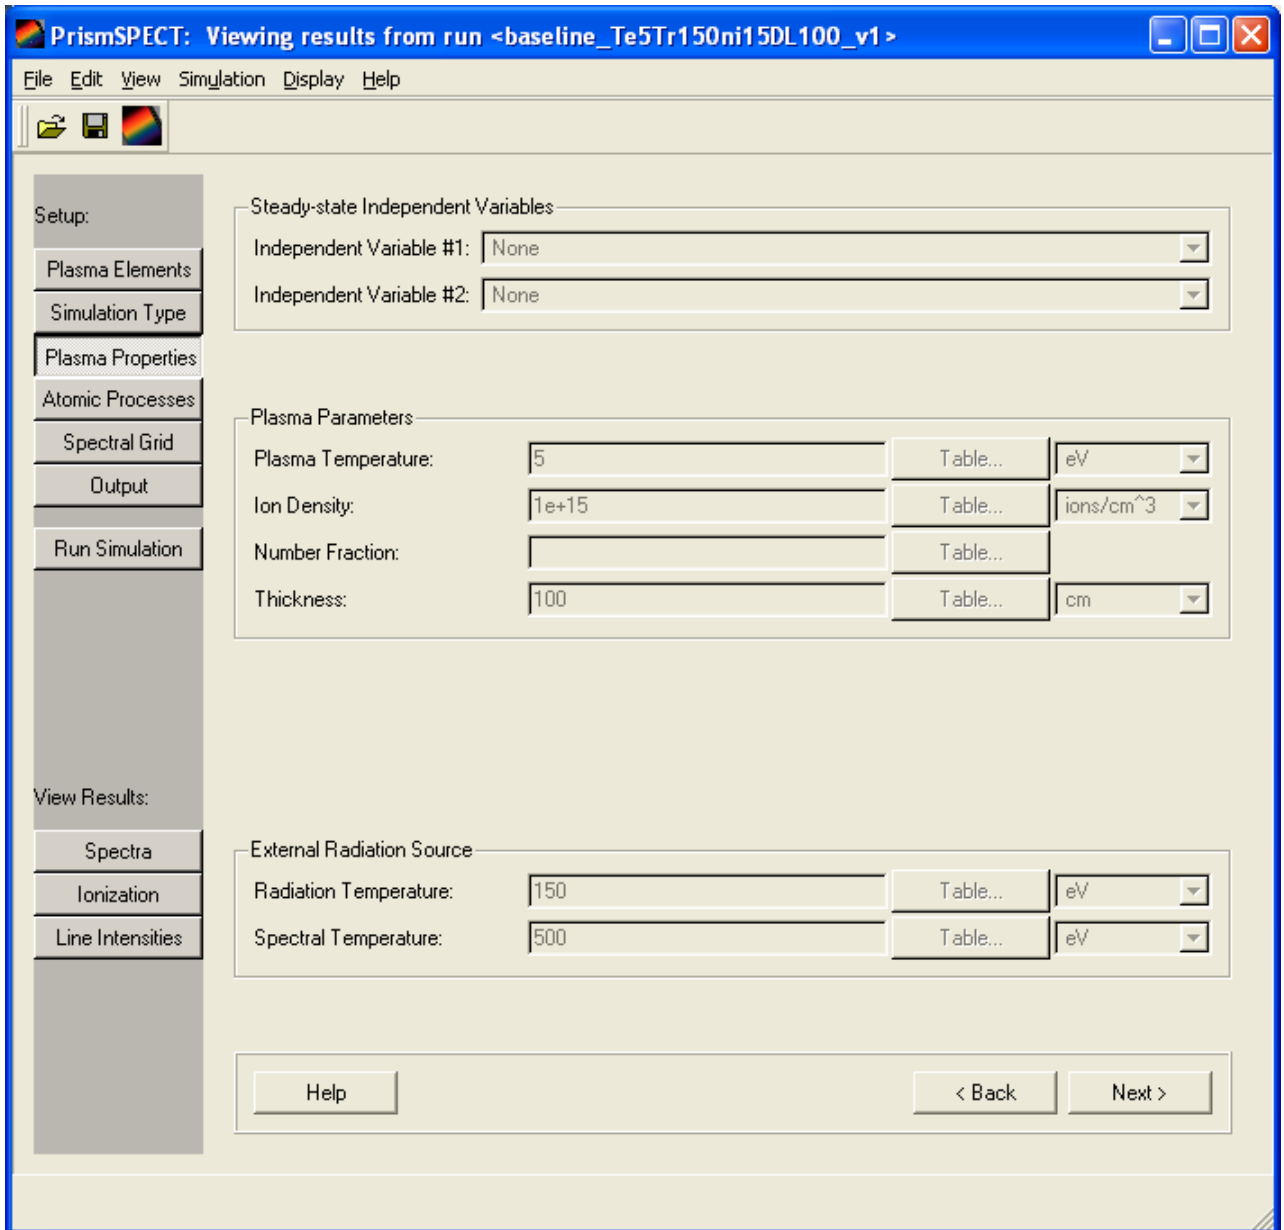 PrismSPECT: Viewing results from run <baseline_Te5Tr150ni15DL100_v1>
File Edit View Simulation Display Help
Setup:
Plasma Elements
Simulation Type
Plasma Properties
Atomic Processes
Spectral Grid
Output
Run Simulation
View Results:
Spectra
Ionization
Line Intensities
Steady-state Independent Variables
Independent Variable #1: None
Independent Variable #2: None
Plasma Parameters
Plasma Temperature: 5 Table... eV
Ion Density: 1e+15 Table... ions/cm^3
Number Fraction: Table...
Thickness: 100 Table... cm
External Radiation Source
Radiation Temperature: 150 Table... eV
Spectral Temperature: 500 Table... eV
Help < Back Next >